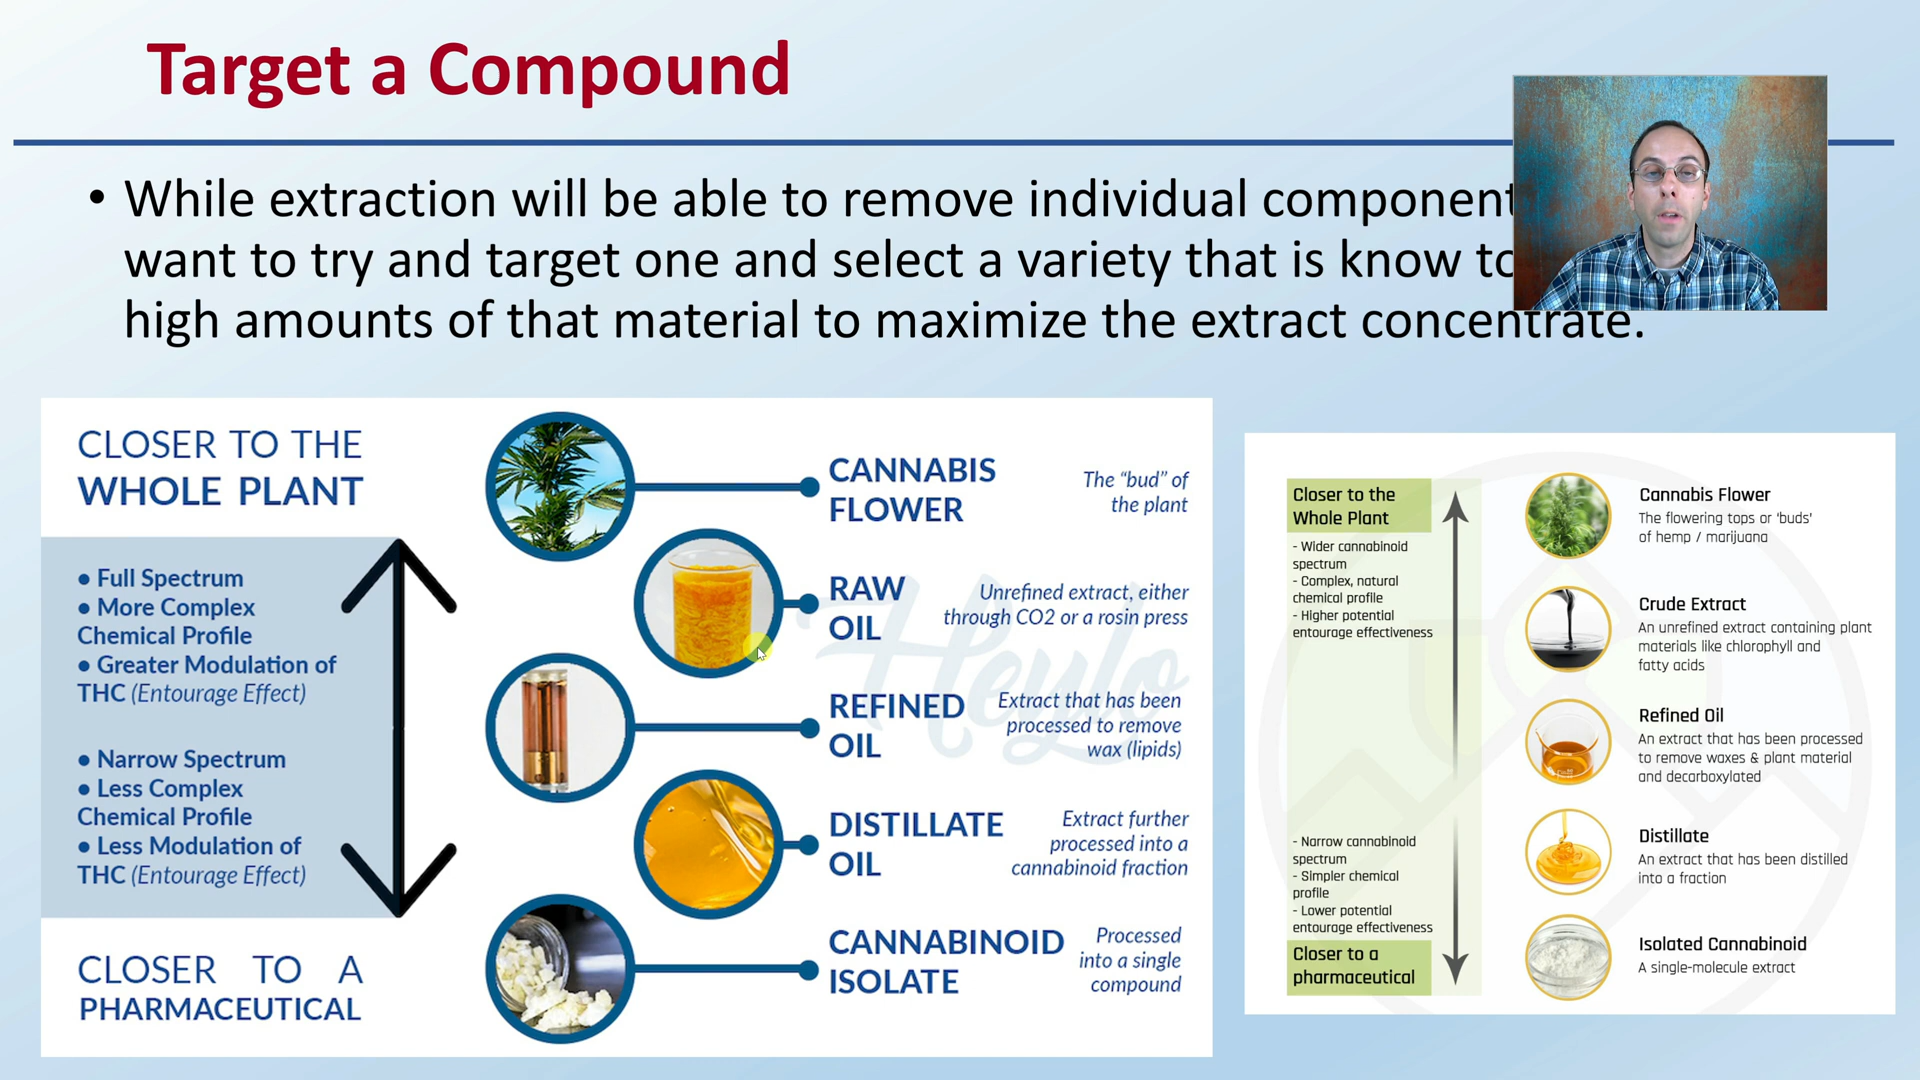 Target a Compound
• While extraction will be able to remove individual component
want to try and target one and select a variety that is know to
high amounts of that material to maximize the extract concentrate.
CLOSER TO THE
WHOLE PLANT
● Full Spectrum
● More Complex
Chemical Profile
● Greater Modulation of
THC (Entourage Effect)
● Narrow Spectrum
● Less Complex
Chemical Profile
● Less Modulation of
THC (Entourage Effect)
CLOSER TO A
PHARMACEUTICAL
CANNABIS
FLOWER
The “bud” of
the plant
RAW
OIL
Unrefined extract, either
through CO2 or a rosin press
REFINED
OIL
Extract that has been
processed to remove
wax (lipids)
DISTILLATE
OIL
Extract further
processed into a
cannabinoid fraction
CANNABINOID
ISOLATE
Processed
into a single
compound
Heylo
Closer to the
Whole Plant
- Wider cannabinoid
spectrum
- Complex, natural
chemical profile
- Higher potential
entourage effectiveness
- Narrow cannabinoid
spectrum
- Simpler chemical
profile
- Lower potential
entourage effectiveness
Closer to a
pharmaceutical
Cannabis Flower
The flowering tops or ‘buds’
of hemp / marijuana
Crude Extract
An unrefined extract containing plant
materials like chlorophyll and
fatty acids
Refined Oil
An extract that has been processed
to remove waxes & plant material
and decarboxylated
Distillate
An extract that has been distilled
into a fraction
Isolated Cannabinoid
A single-molecule extract